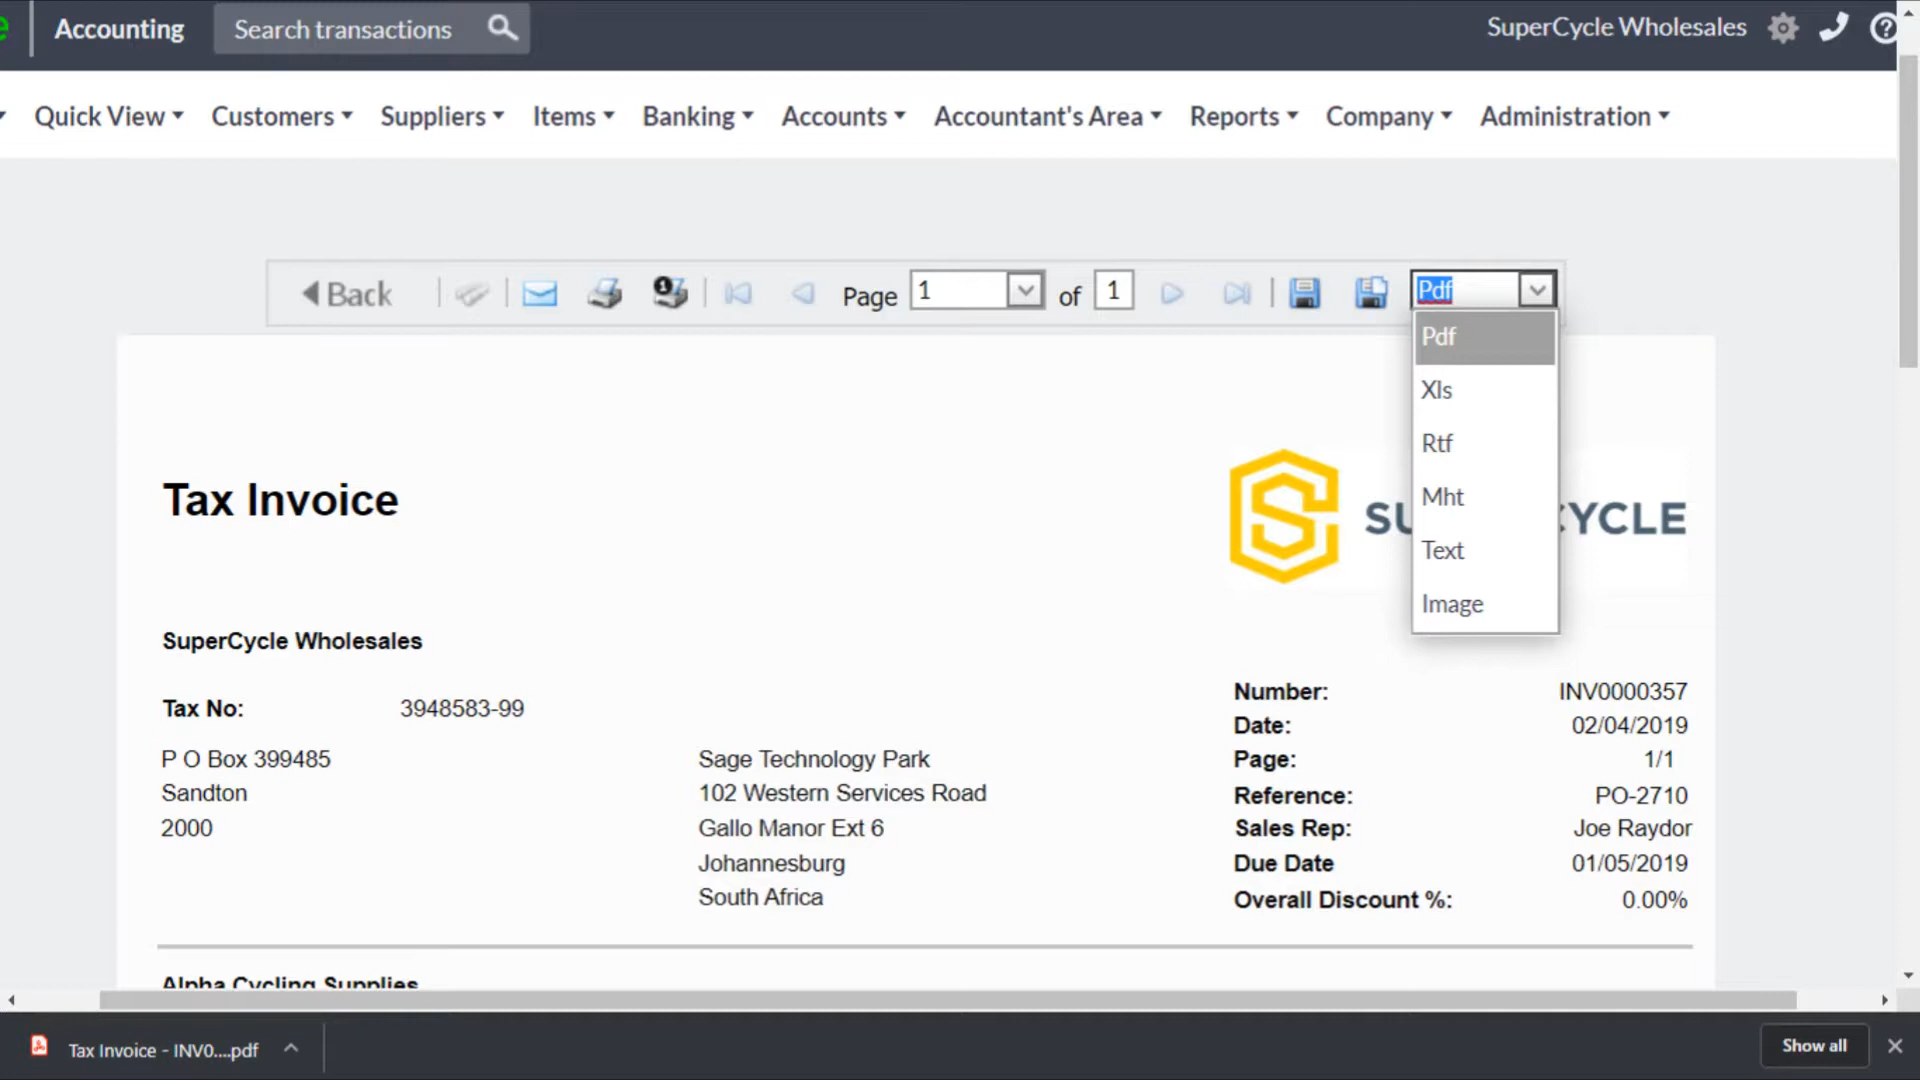 Accounting
Search transactions
SuperCycle Wholesales
Quick View
Customers
Suppliers
Items
Banking
Accounts
Accountant's Area
Reports
Company
Administration
Back
Page 1 of 1
Pdf
Pdf
Xls
Rtf
Mht
Text
Image
Tax Invoice
SU CYCLE
SuperCycle Wholesales
Tax No: 3948583-99
P O Box 399485
Sandton
2000
Sage Technology Park
102 Western Services Road
Gallo Manor Ext 6
Johannesburg
South Africa
Number: INV0000357
Date: 02/04/2019
Page: 1/1
Reference: PO-2710
Sales Rep: Joe Raydor
Due Date 01/05/2019
Overall Discount %: 0.00%
Alpha Cycling Supplies
Tax Invoice - INV0....pdf
Show all